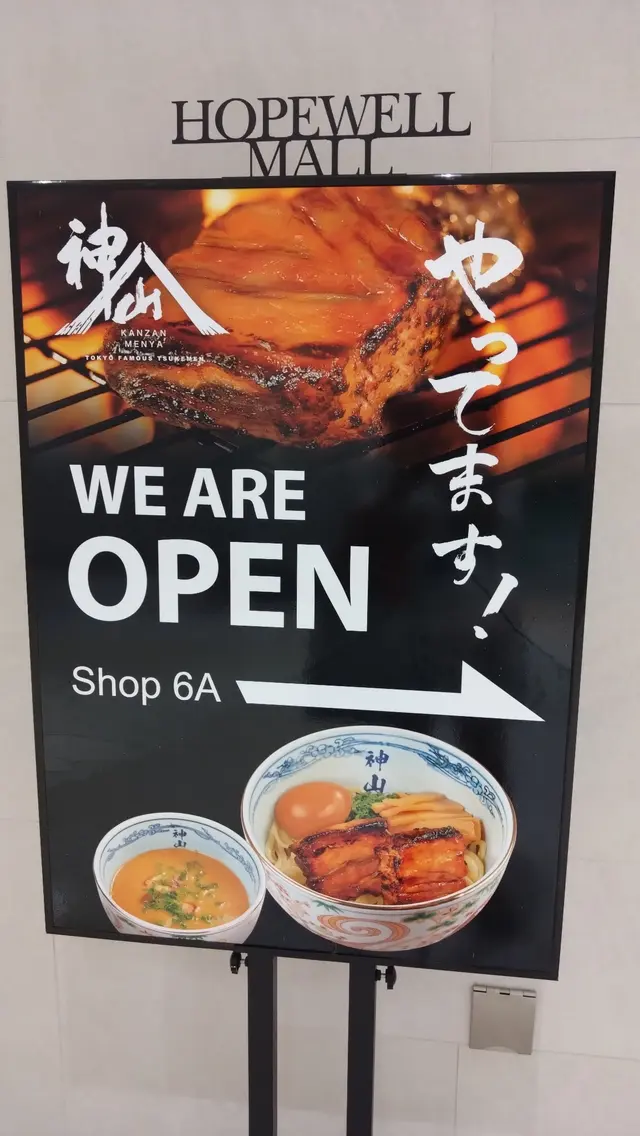 HOPEWELL
MALL
神山
KANZAN
MENYA
TOKYO FAMOUS TSUKEMEN
やってます!
WE ARE
OPEN
Shop 6A
神山
神山